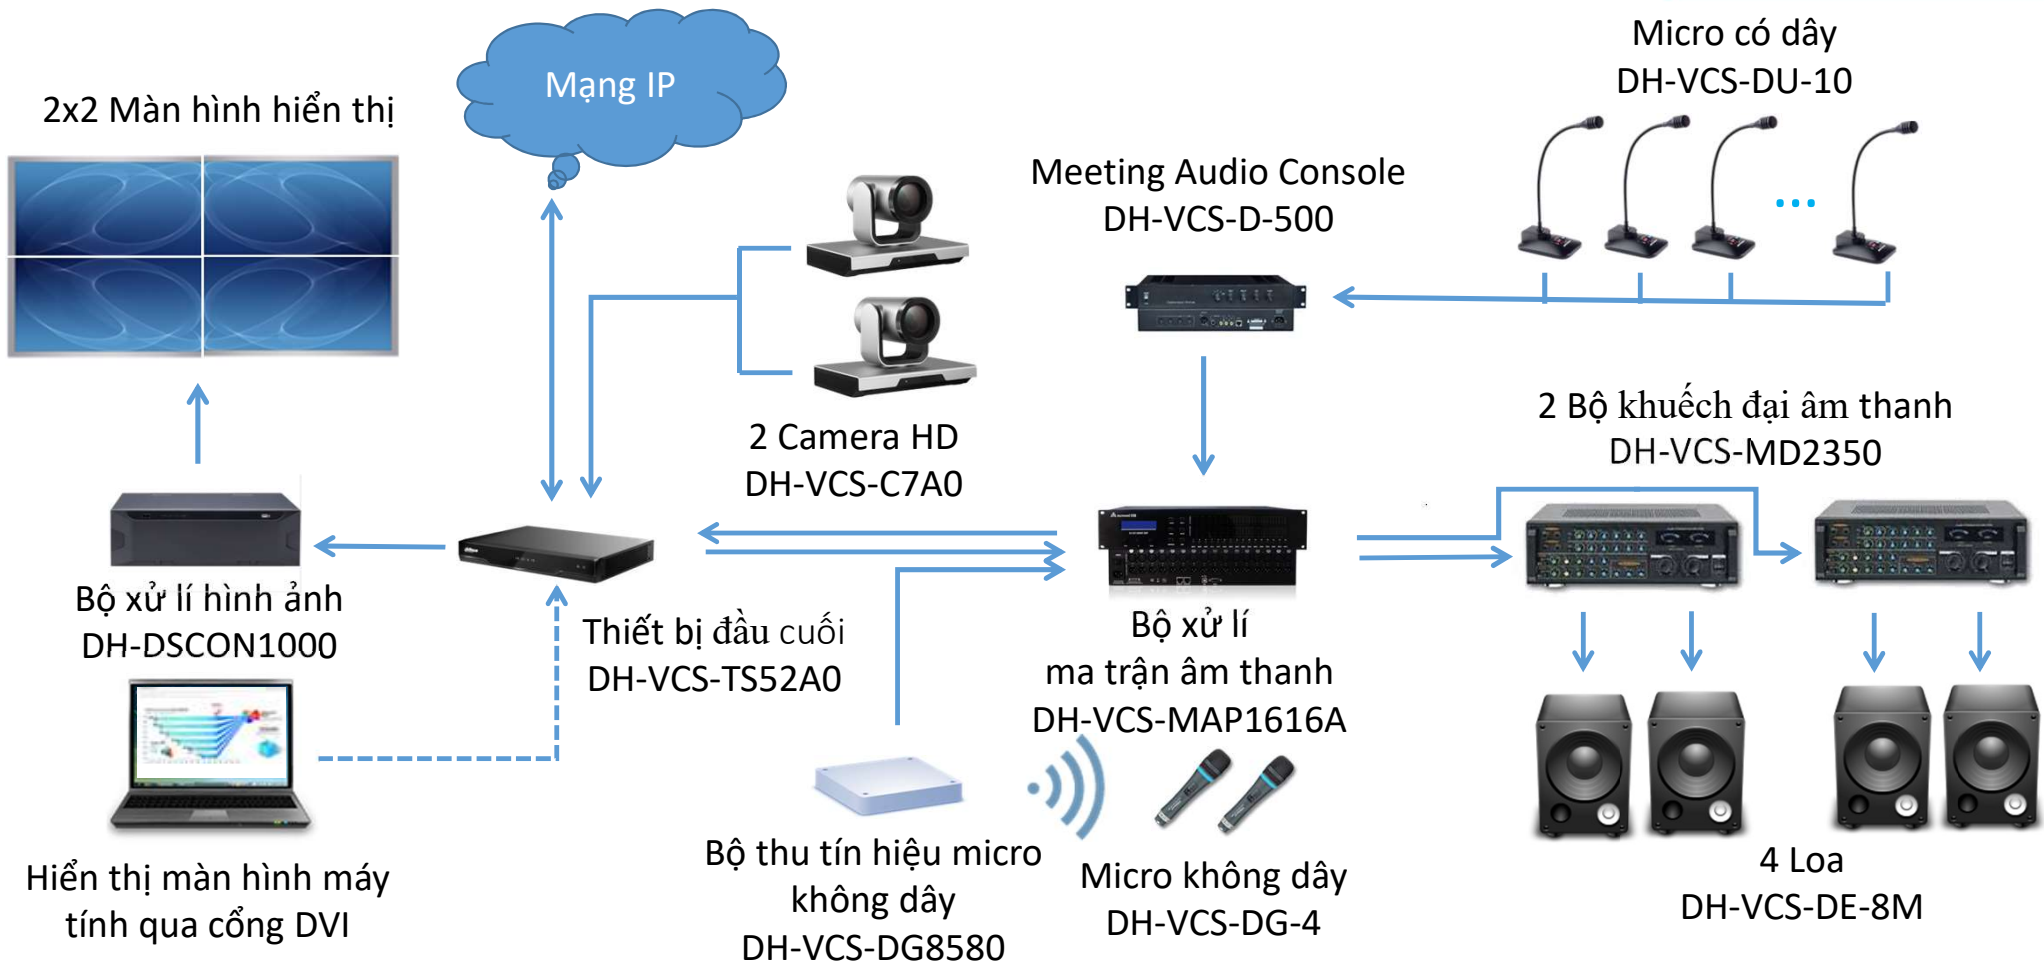 Micro có dây
DH-VCS-DU-10
Mạng IP
2x2 Màn hình hiển thị
Meeting Audio Console
DH-VCS-D-500
2 Camera HD
DH-VCS-C7A0
2 Bộ khuếch đại âm thanh
DH-VCS-MD2350
Bộ xử lí hình ảnh
DH-DSCON1000
Thiết bị đầu cuối
DH-VCS-TS52A0
Bộ xử lí
ma trận âm thanh
DH-VCS-MAP1616A
Hiển thị màn hình máy
tính qua cổng DVI
Bộ thu tín hiệu micro
không dây
DH-VCS-DG8580
Micro không dây
DH-VCS-DG-4
4 Loa
DH-VCS-DE-8M